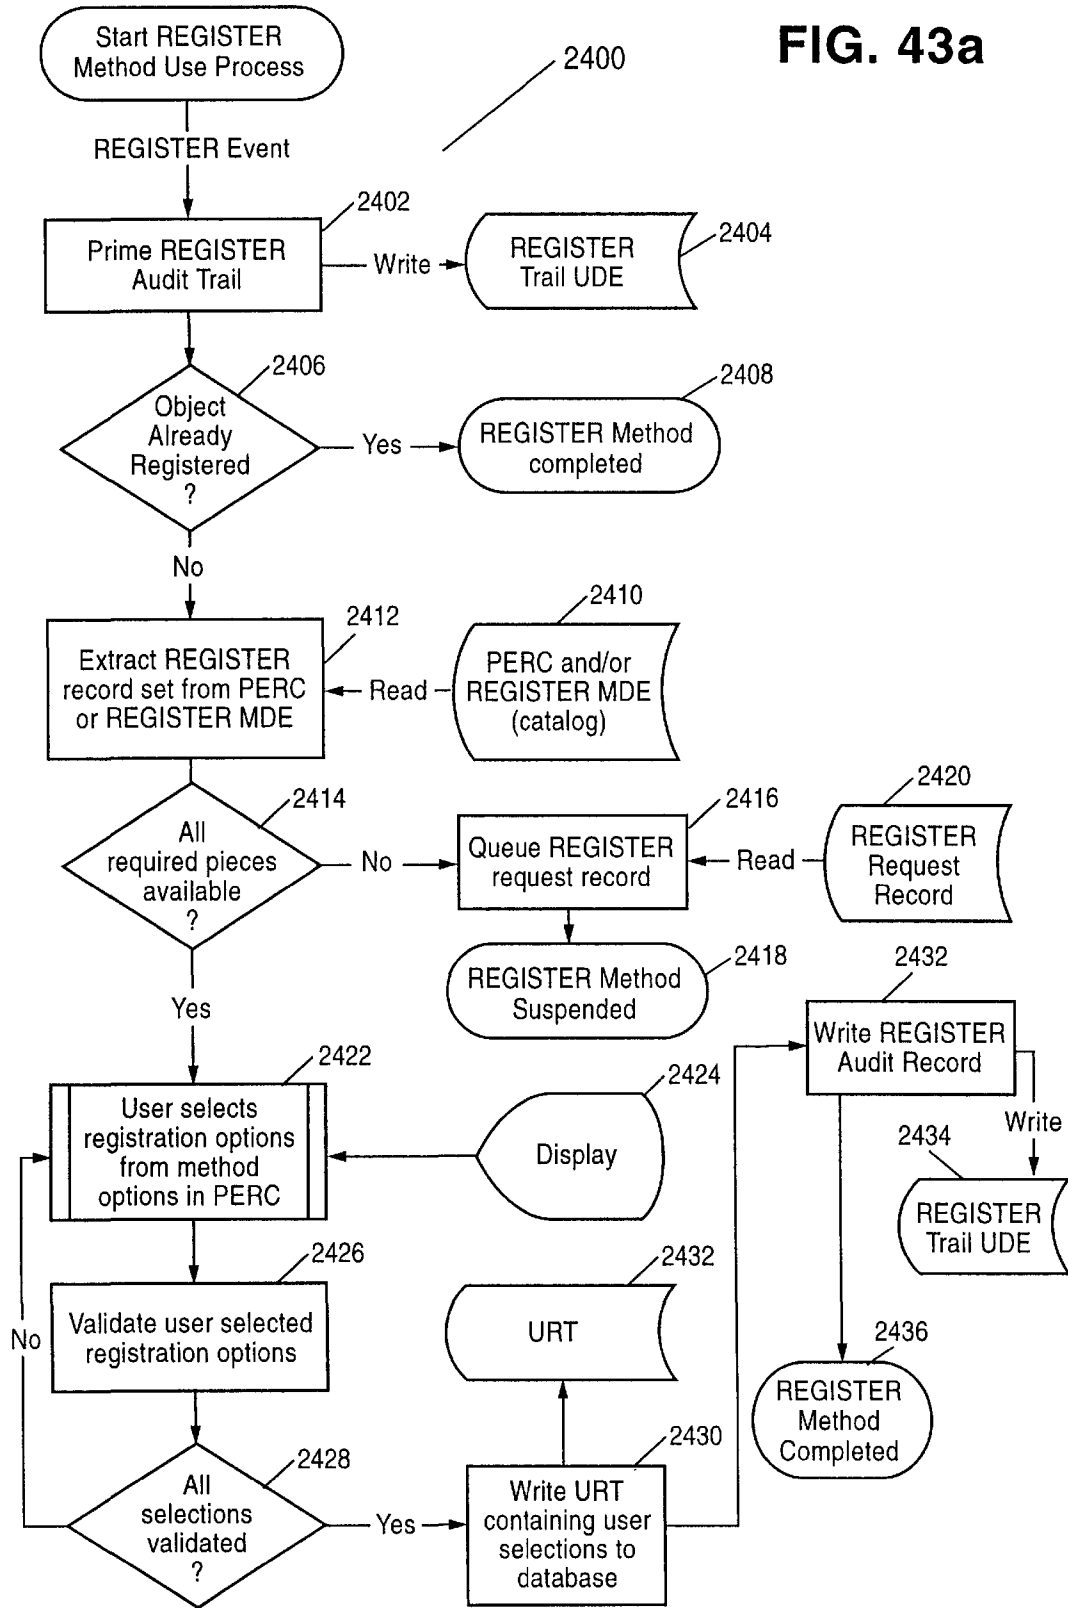 FIG. 43a
Start REGISTER
Method Use Process
2400
REGISTER Event
2402
Prime REGISTER
Audit Trail
Write
REGISTER
Trail UDE
2404
2406
Object
Already
Registered
?
Yes
2408
REGISTER Method
completed
No
2412
Extract REGISTER
record set from PERC
or REGISTER MDE
Read
2410
PERC and/or
REGISTER MDE
(catalog)
2414
All
required pieces
available
?
No
2416
Queue REGISTER
request record
Read
2420
REGISTER
Request
Record
2418
REGISTER Method
Suspended
Yes
2422
User selects
registration options
from method
options in PERC
2424
Display
2426
Validate user selected
registration options
No
2428
All
selections
validated
?
Yes
2430
Write URT
containing user
selections to
database
2432
URT
2432
Write REGISTER
Audit Record
Write
2434
REGISTER
Trail UDE
2436
REGISTER
Method
Completed